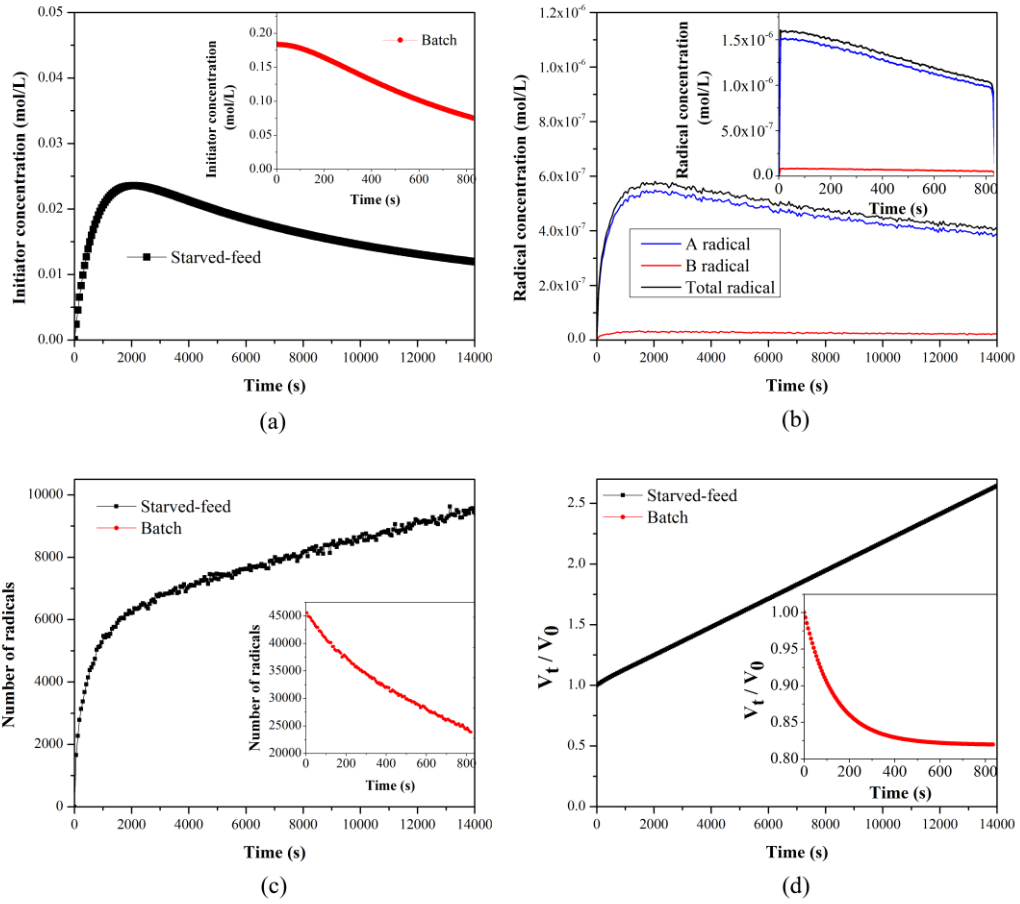 0.05
0.04
0.03
0.02
0.01
0.00
0 2000 4000 6000 8000 10000 12000 14000
Initiator concentration (mol/L)
Time (s)
Starved-feed
0.20
0.15
0.10
0.05
0.00
0 200 400 600 800
Initiator concentration
(mol/L)
Time (s)
Batch
(a)
1.2x10⁻⁶
1.0x10⁻⁶
8.0x10⁻⁷
6.0x10⁻⁷
4.0x10⁻⁷
2.0x10⁻⁷
0.0
0 2000 4000 6000 8000 10000 12000 14000
Radical concentration (mol/L)
Time (s)
A radical
B radical
Total radical
1.5x10⁻⁶
1.0x10⁻⁶
5.0x10⁻⁷
0.0
0 200 400 600 800
Radical concentration
(mol/L)
Time (s)
(b)
10000
8000
6000
4000
2000
0
0 2000 4000 6000 8000 10000 12000 14000
Number of radicals
Time (s)
Starved-feed
Batch
45000
40000
35000
30000
25000
20000
0 200 400 600 800
Number of radicals
Time (s)
(c)
2.5
2.0
1.5
1.0
0.5
0.0
0 2000 4000 6000 8000 10000 12000 14000
Vₜ / V₀
Time (s)
Starved-feed
Batch
1.00
0.95
0.90
0.85
0.80
0 200 400 600 800
Vₜ / V₀
Time (s)
(d)